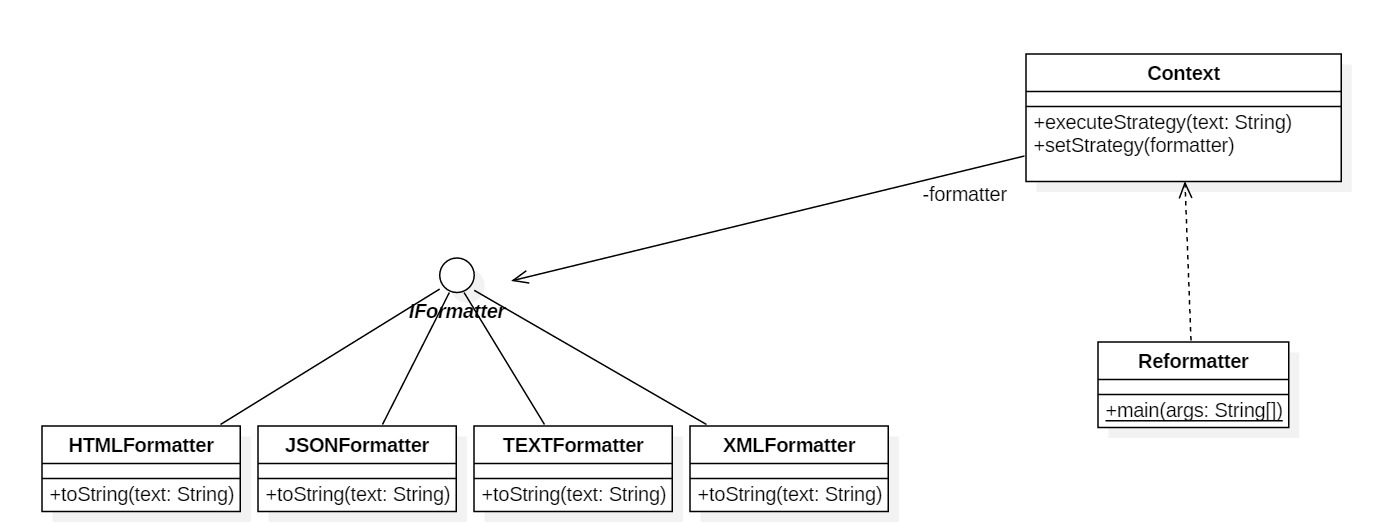 Context
+executeStrategy(text: String)
+setStrategy(formatter)
-formatter
IFormatter
Reformatter
+main(args: String[])
HTMLFormatter
+toString(text: String)
JSONFormatter
+toString(text: String)
TEXTFormatter
+toString(text: String)
XMLFormatter
+toString(text: String)